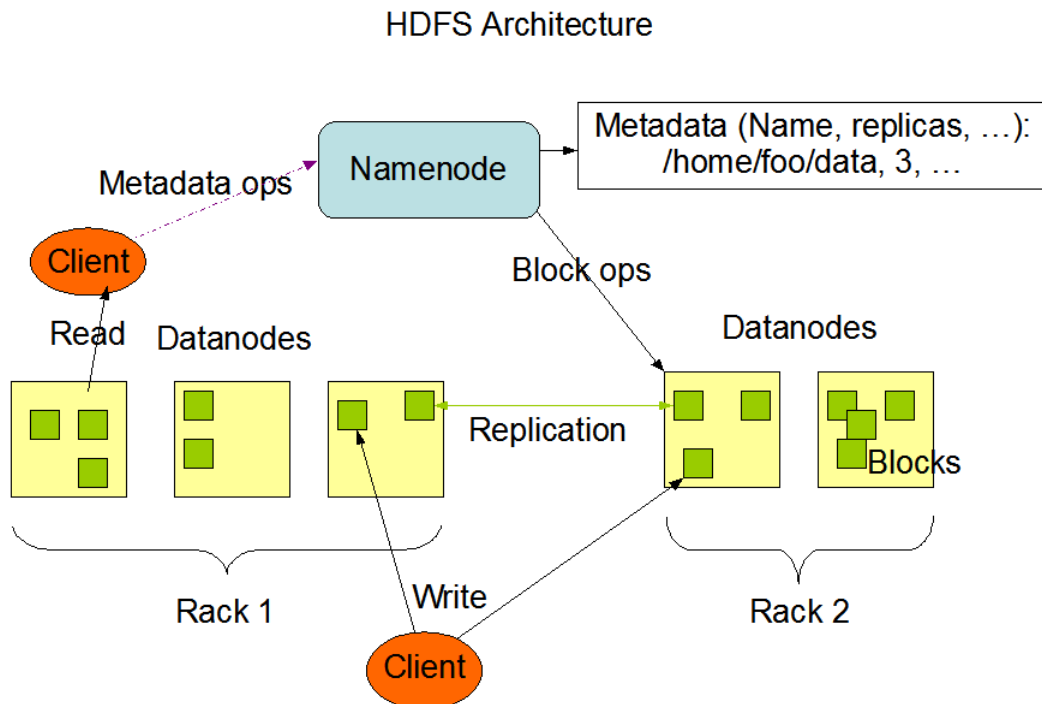 HDFS Architecture
Metadata (Name, replicas, …):
/home/foo/data, 3, …
Namenode
Metadata ops
Client
Block ops
Read
Datanodes
Datanodes
Replication
Blocks
Rack 1
Write
Rack 2
Client